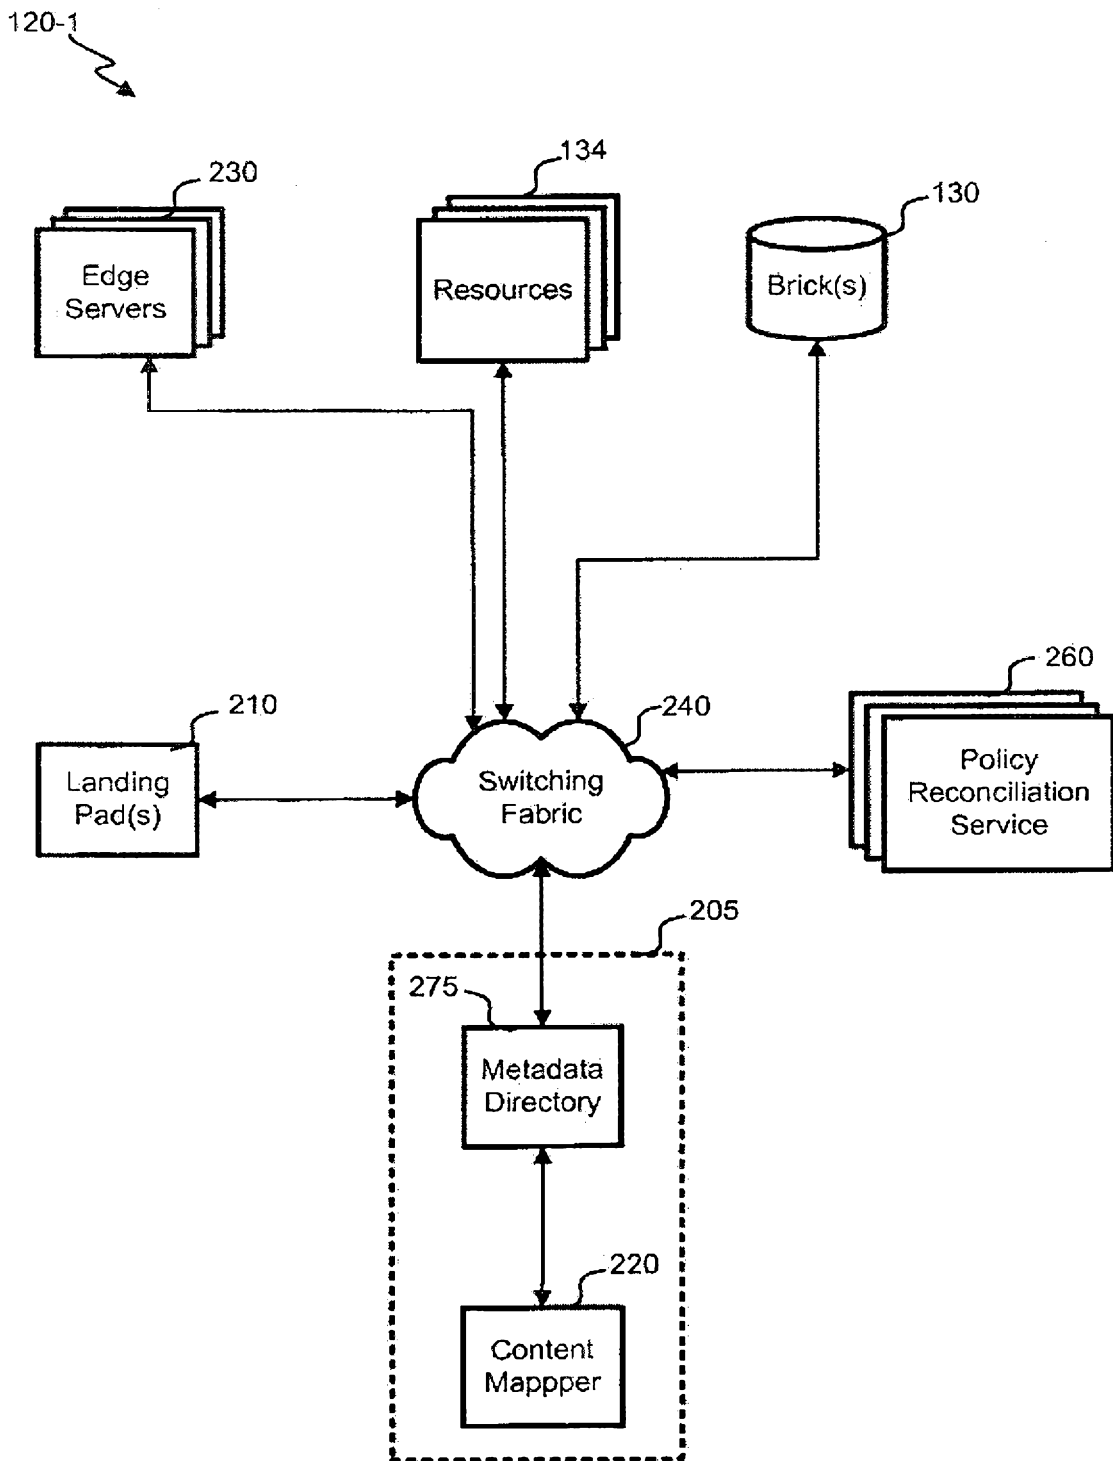 120-1
230
134
130
Edge
Servers
Resources
Brick(s)
260
210
240
Landing
Pad(s)
Switching
Fabric
Policy
Reconciliation
Service
205
275
Metadata
Directory
220
Content
Mappper